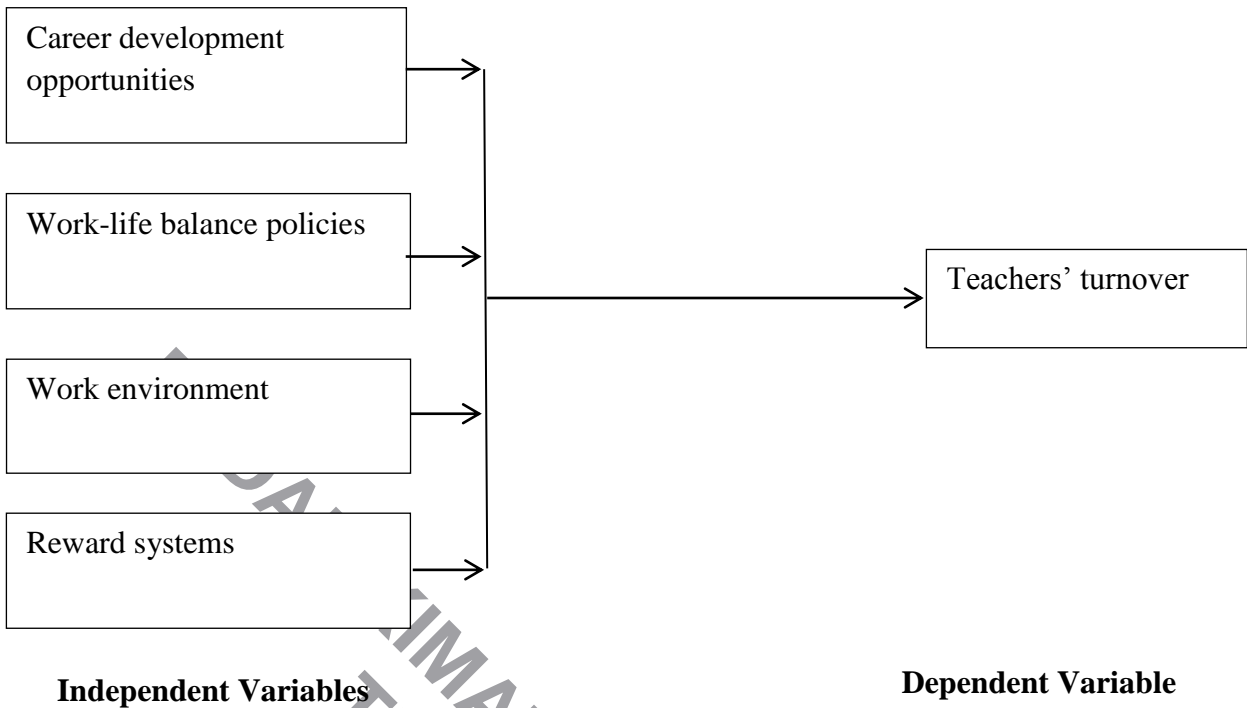 Career development
opportunities
Work-life balance policies
Teachers’ turnover
Work environment
Reward systems
Independent Variables
Dependent Variable